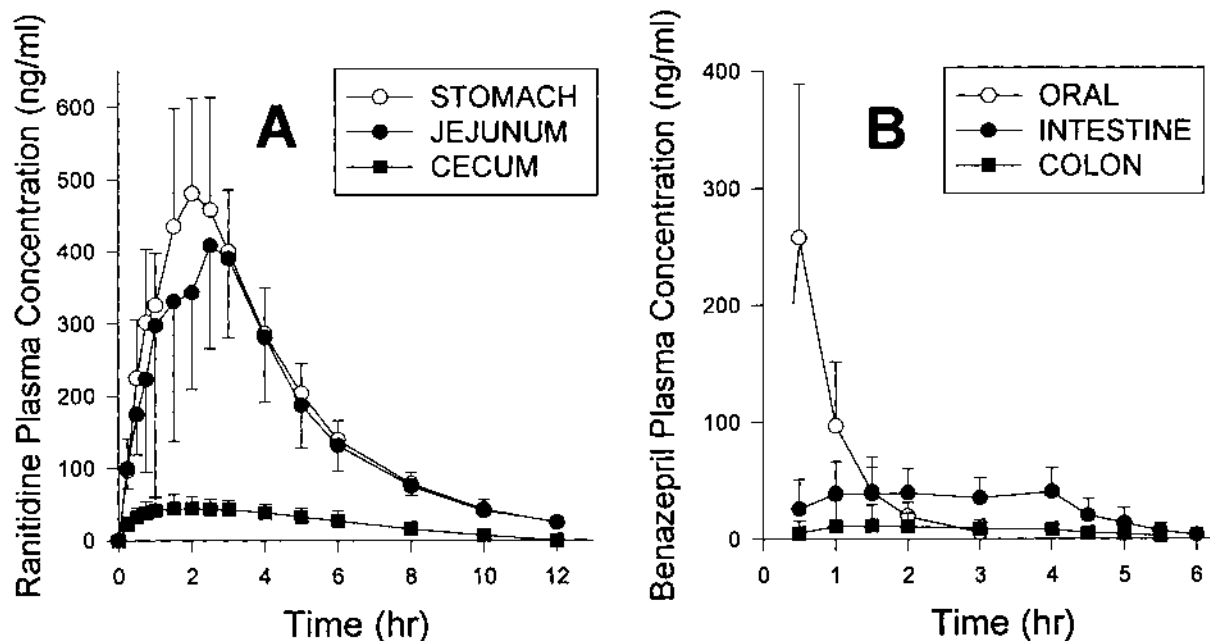 Ranitidine Plasma Concentration (ng/ml)
600
500
400
300
200
100
0
A
STOMACH
JEJUNUM
CECUM
0 2 4 6 8 10 12
Time (hr)
Benazepril Plasma Concentration (ng/ml)
400
300
200
100
0
B
ORAL
INTESTINE
COLON
0 1 2 3 4 5 6
Time (hr)